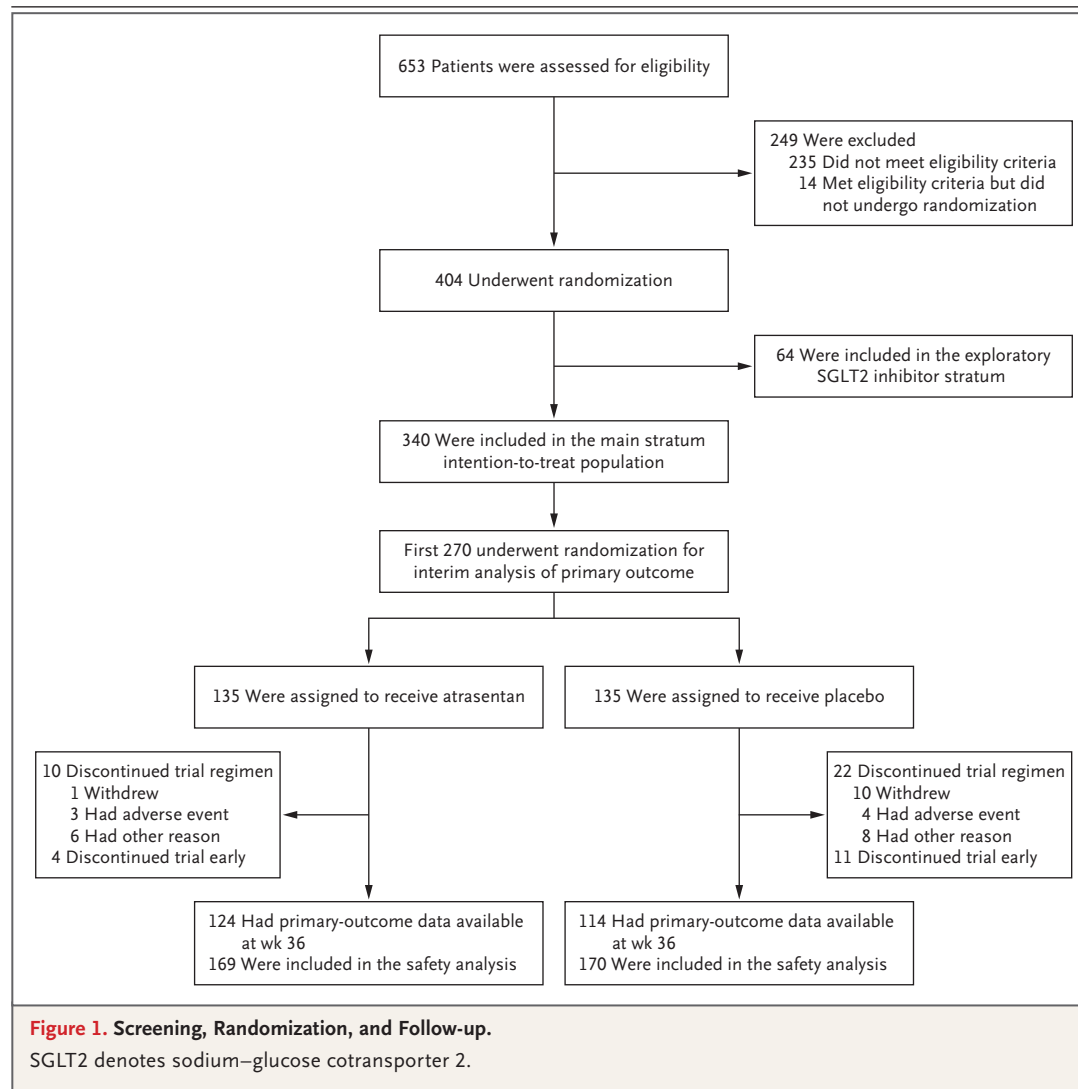 653 Patients were assessed for eligibility
249 Were excluded
235 Did not meet eligibility criteria
14 Met eligibility criteria but did
not undergo randomization
404 Underwent randomization
64 Were included in the exploratory
SGLT2 inhibitor stratum
340 Were included in the main stratum
intention-to-treat population
First 270 underwent randomization for
interim analysis of primary outcome
135 Were assigned to receive atrasentan
135 Were assigned to receive placebo
10 Discontinued trial regimen
1 Withdrew
3 Had adverse event
6 Had other reason
4 Discontinued trial early
22 Discontinued trial regimen
10 Withdrew
4 Had adverse event
8 Had other reason
11 Discontinued trial early
124 Had primary-outcome data available
at wk 36
169 Were included in the safety analysis
114 Had primary-outcome data available
at wk 36
170 Were included in the safety analysis
Figure 1. Screening, Randomization, and Follow-up.
SGLT2 denotes sodium–glucose cotransporter 2.